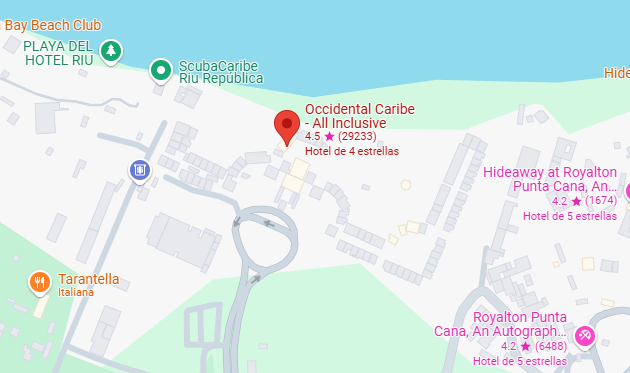 Bay Beach Club
PLAYA DEL
HOTEL RIU
ScubaCaribe
Riu República
Hide
Occidental Caribe
- All Inclusive
4.5 ★ (29233)
Hotel de 4 estrellas
Hideaway at Royalton
Punta Cana, An...
4.2 ★ (1674)
Hotel de 5 estrellas
Tarantella
Italiana
Royalton Punta
Cana, An Autograph...
4.2 ★ (6488)
Hotel de 5 estrellas